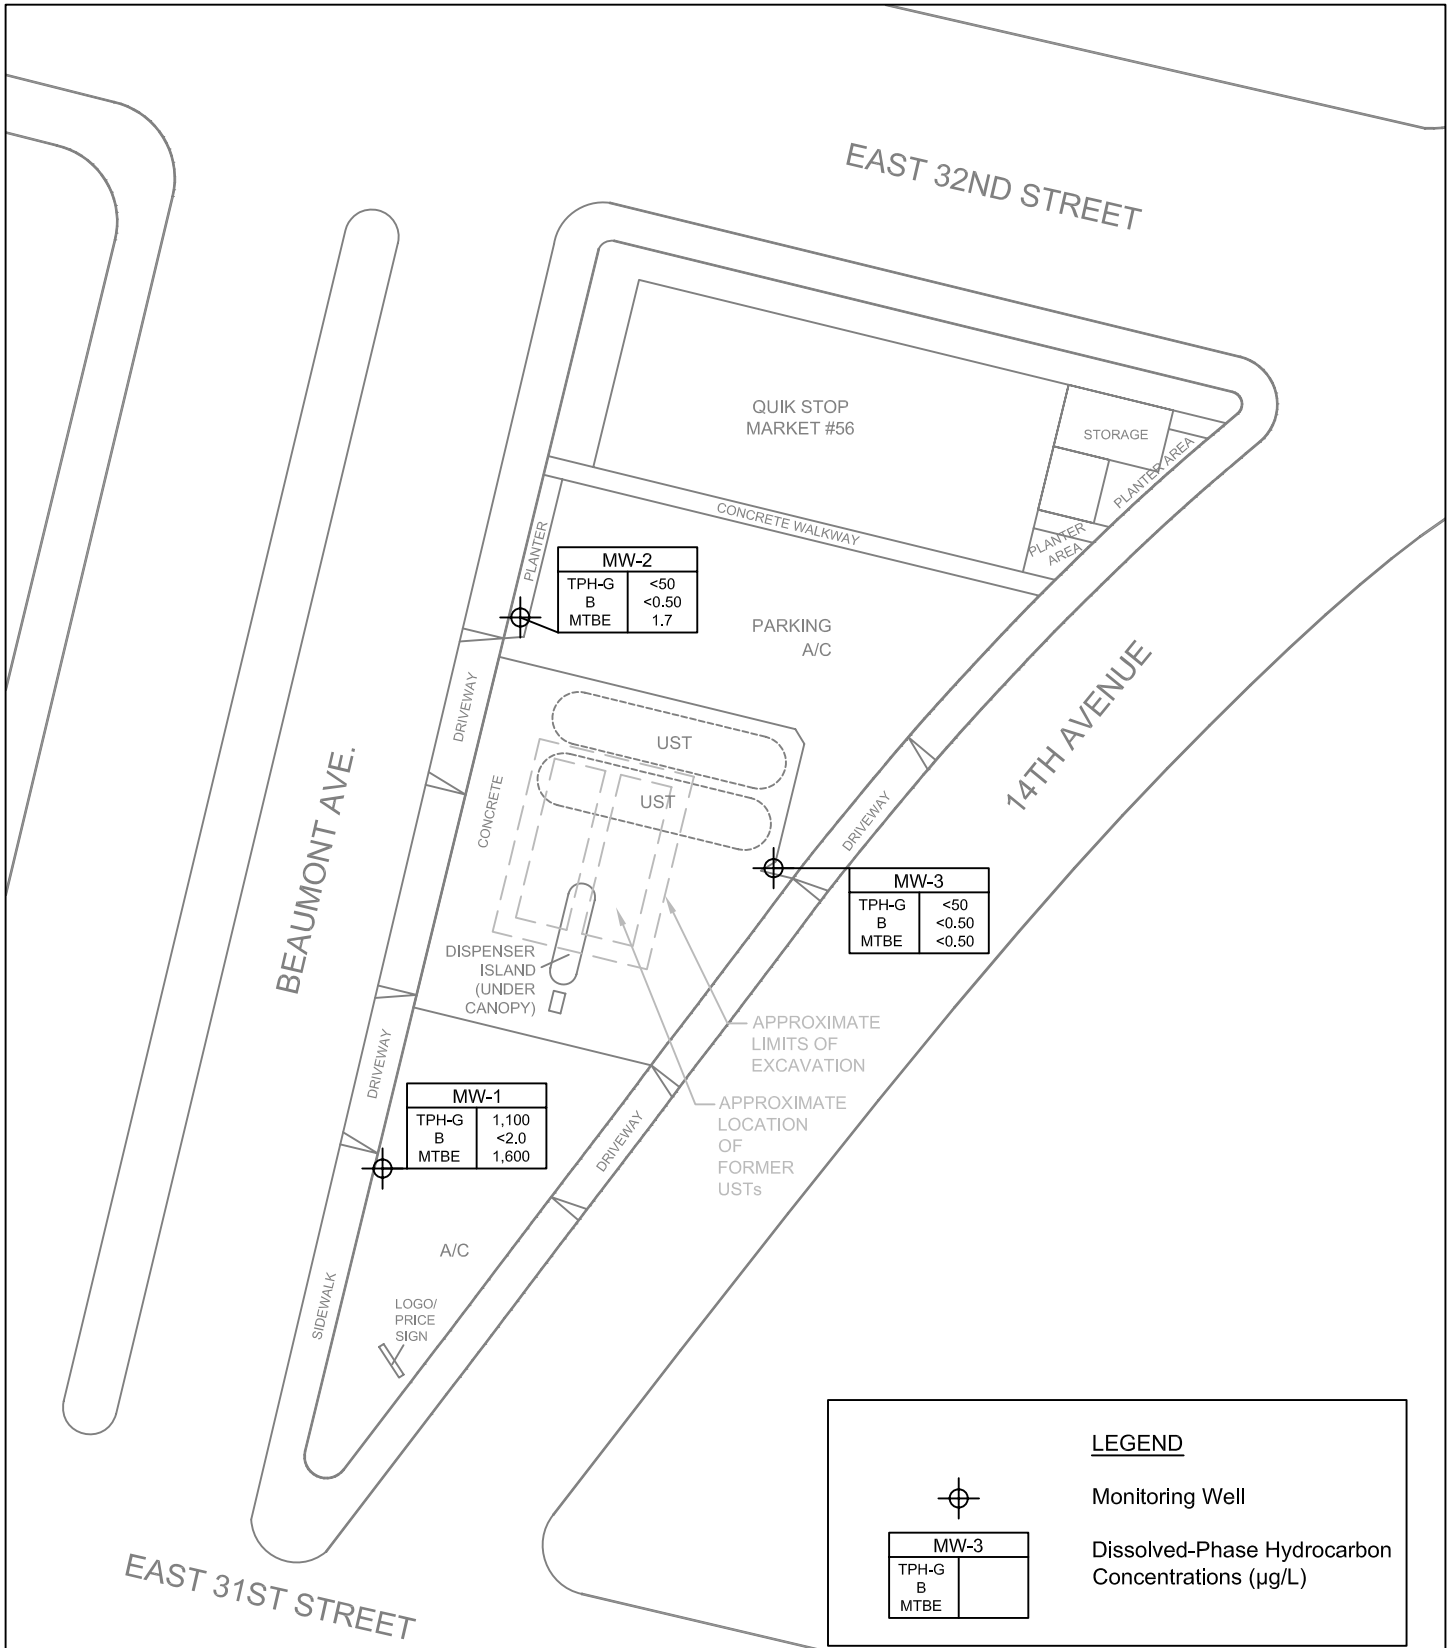 EAST 32ND STREET
QUIK STOP
MARKET #56
STORAGE
PLANTER AREA
PLANTER
AREA
CONCRETE WALKWAY
PLANTER
MW-2
TPH-G <50
B <0.50
MTBE 1.7
PARKING
A/C
DRIVEWAY
UST
UST
CONCRETE
14TH AVENUE
DRIVEWAY
BEAUMONT AVE.
MW-3
TPH-G <50
B <0.50
MTBE <0.50
DISPENSER
ISLAND
(UNDER
CANOPY)
APPROXIMATE
LIMITS OF
EXCAVATION
DRIVEWAY
MW-1
TPH-G 1,100
B <2.0
MTBE 1,600
APPROXIMATE
LOCATION
OF
FORMER
USTs
DRIVEWAY
A/C
SIDEWALK
LOGO/
PRICE
SIGN
EAST 31ST STREET
LEGEND
Monitoring Well
MW-3
TPH-G
B
MTBE
Dissolved-Phase Hydrocarbon
Concentrations (µg/L)